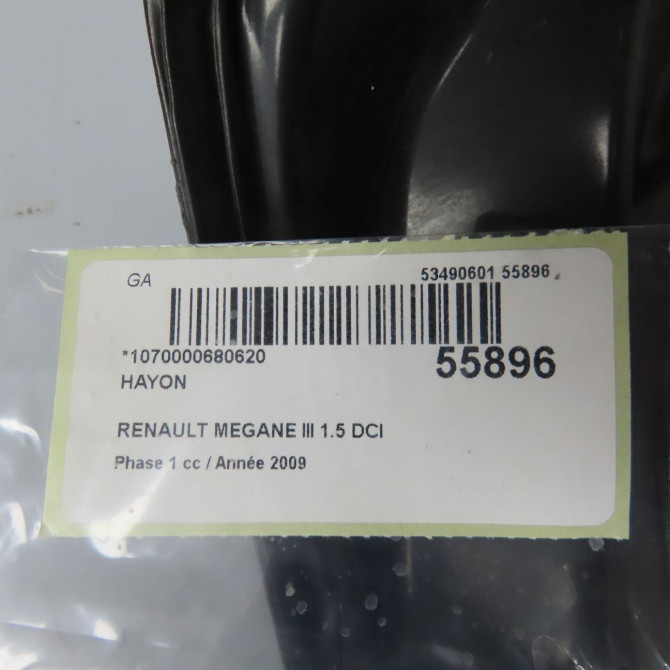 GA
53490601 55896
*1070000680620
55896
HAYON
RENAULT MEGANE III 1.5 DCI
Phase 1 cc / Année 2009